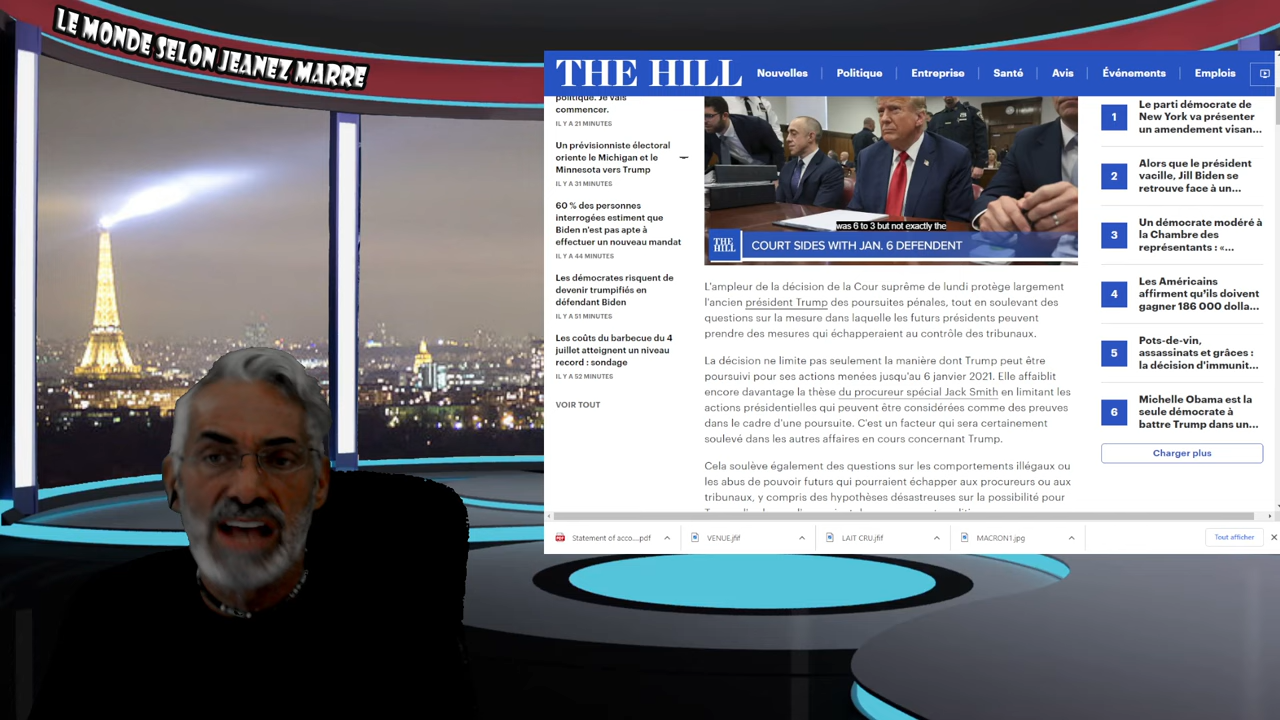 LE MONDE SELON JEANEZ MARRE
THE HILL
Nouvelles
Politique
Entreprise
Santé
Avis
Événements
Emplois
politique. Je vais
commencer.
IL Y A 21 MINUTES
Un prévisionniste électoral
oriente le Michigan et le
Minnesota vers Trump
IL Y A 31 MINUTES
60 % des personnes
interrogées estiment que
Biden n'est pas apte à
effectuer un nouveau mandat
IL Y A 44 MINUTES
Les démocrates risquent de
devenir trumpifiés en
défendant Biden
IL Y A 51 MINUTES
Les coûts du barbecue du 4
juillet atteignent un niveau
record : sondage
IL Y A 52 MINUTES
VOIR TOUT
was 6 to 3 but not exactly the
THE HILL
COURT SIDES WITH JAN. 6 DEFENDENT
L'ampleur de la décision de la Cour suprême de lundi protège largement
l'ancien président Trump des poursuites pénales, tout en soulevant des
questions sur la mesure dans laquelle les futurs présidents peuvent
prendre des mesures qui échapperaient au contrôle des tribunaux.
La décision ne limite pas seulement la manière dont Trump peut être
poursuivi pour ses actions menées jusqu'au 6 janvier 2021. Elle affaiblit
encore davantage la thèse du procureur spécial Jack Smith en limitant les
actions présidentielles qui peuvent être considérées comme des preuves
dans le cadre d'une poursuite. C'est un facteur qui sera certainement
soulevé dans les autres affaires en cours concernant Trump.
Cela soulève également des questions sur les comportements illégaux ou
les abus de pouvoir futurs qui pourraient échapper aux procureurs ou aux
tribunaux, y compris des hypothèses désastreuses sur la possibilité pour
1
Le parti démocrate de
New York va présenter
un amendement visan...
2
Alors que le président
vacille, Jill Biden se
retrouve face à un...
3
Un démocrate modéré à
la Chambre des
représentants : «...
4
Les Américains
affirment qu'ils doivent
gagner 186 000 dolla...
5
Pots-de-vin,
assassinats et grâces :
la décision d'immunit...
6
Michelle Obama est la
seule démocrate à
battre Trump dans un...
Charger plus
Statement of acco....pdf
VENUE.jfif
LAIT CRU.jfif
MACRON1.jpg
Tout afficher